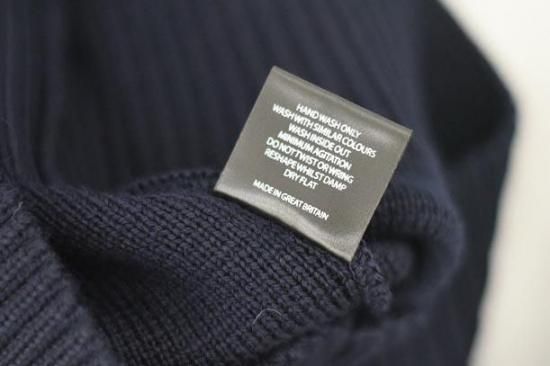 HAND WASH ONLY
WASH WITH SIMILAR COLOURS
WASH INSIDE OUT
MINIMUM AGITATION
DO NOT TWIST OR WRING
RESHAPE WHILST DAMP
DRY FLAT
MADE IN GREAT BRITAIN